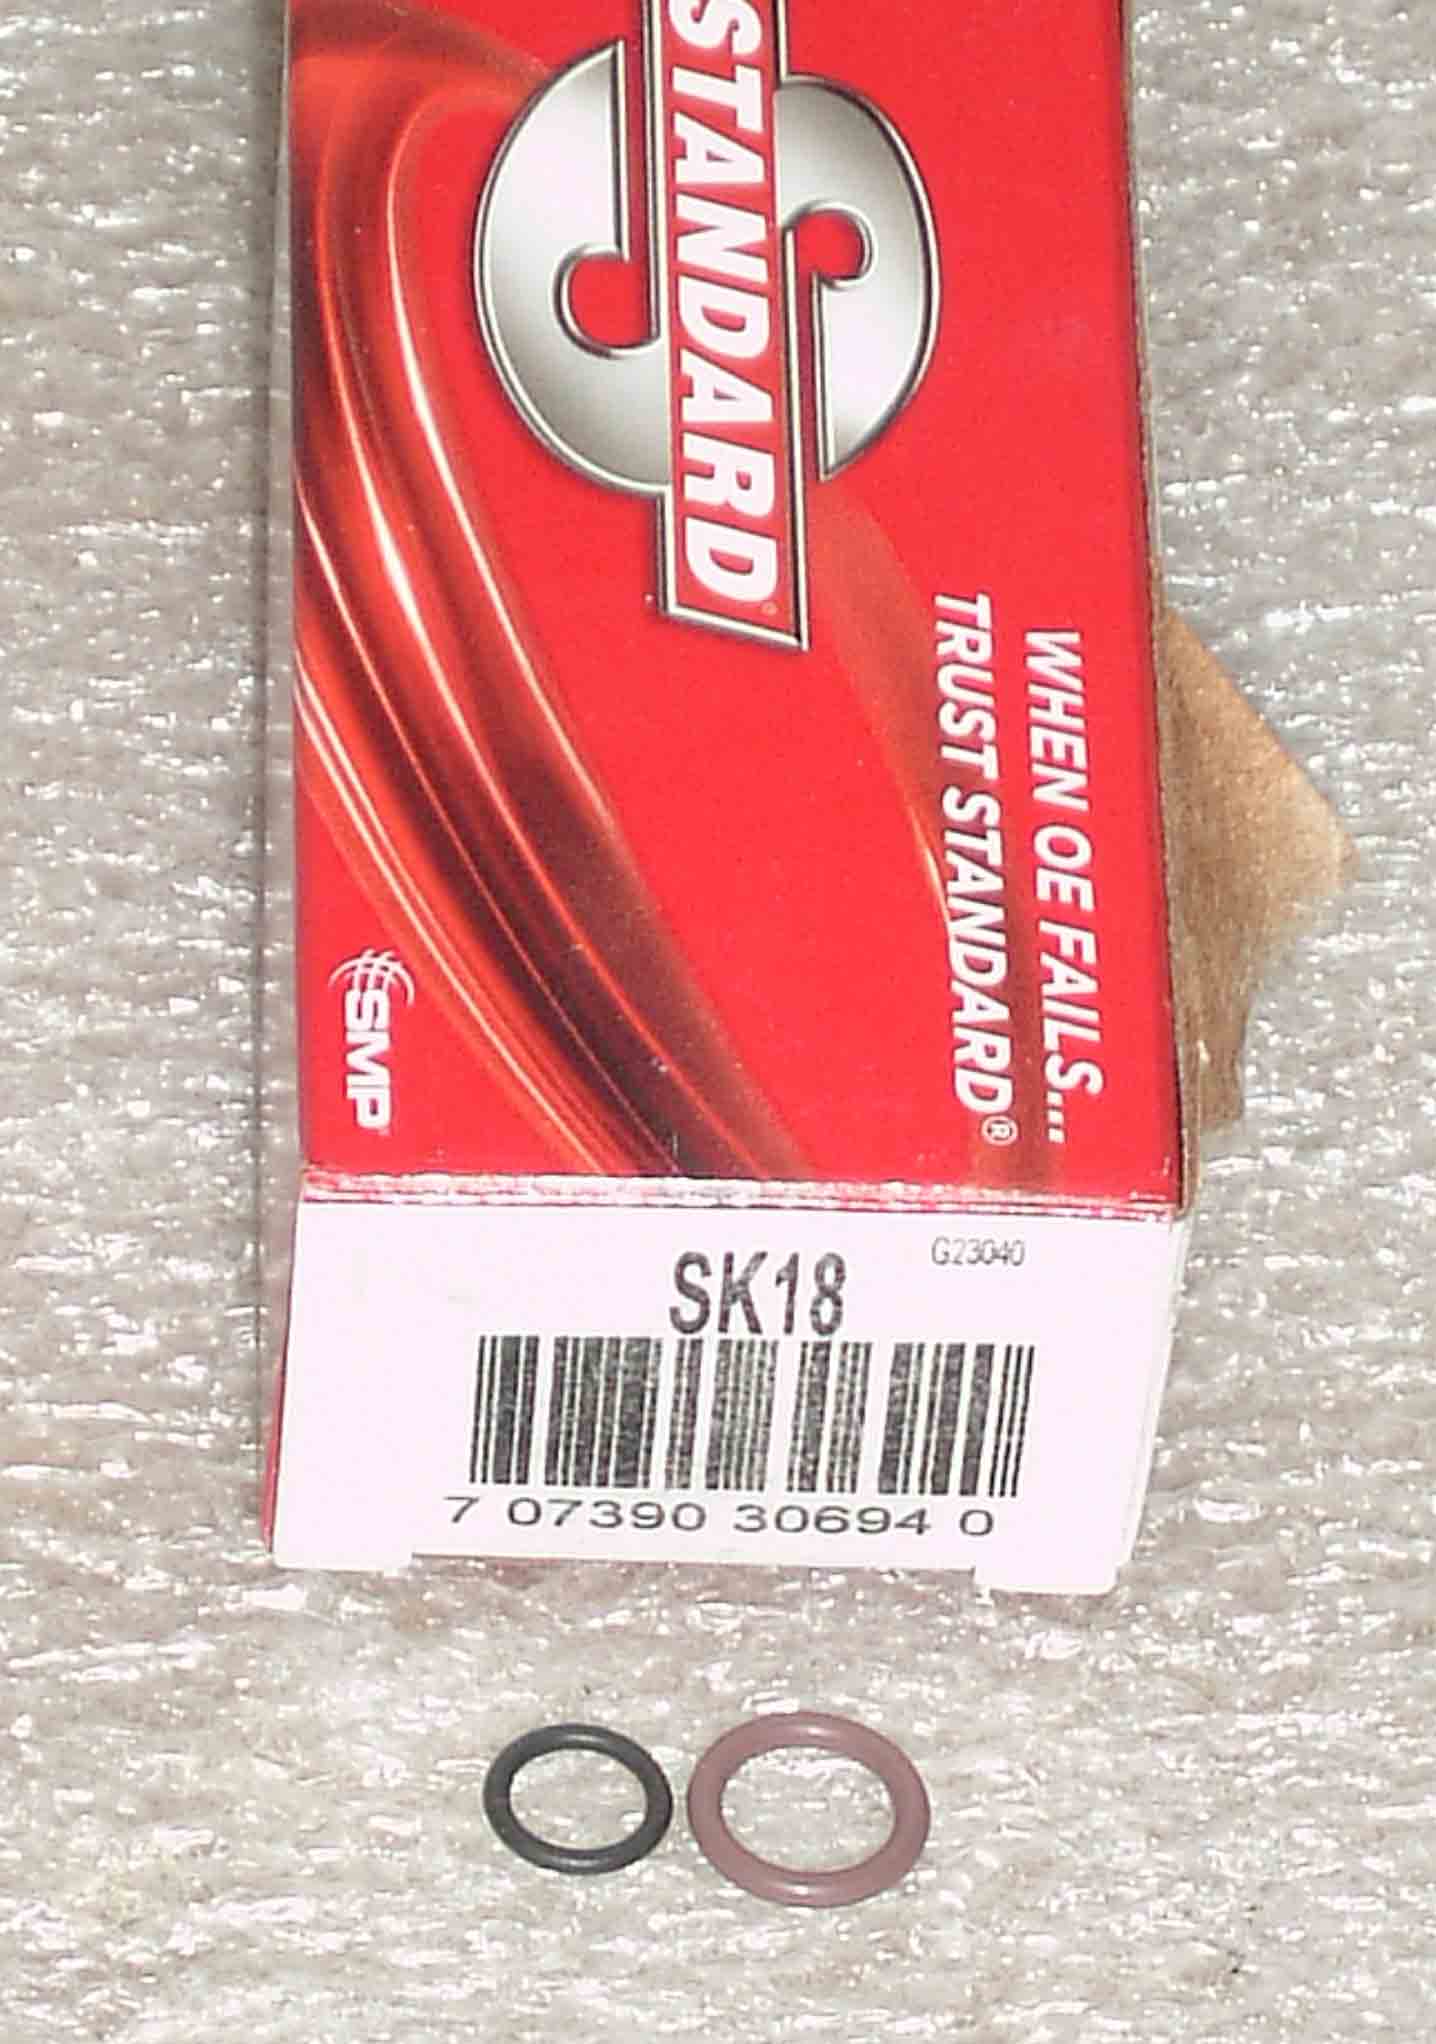 STANDARD®
WHEN OE FAILS...
TRUST STANDARD®
SMP
SK18
G23040
7 07390 30694 0